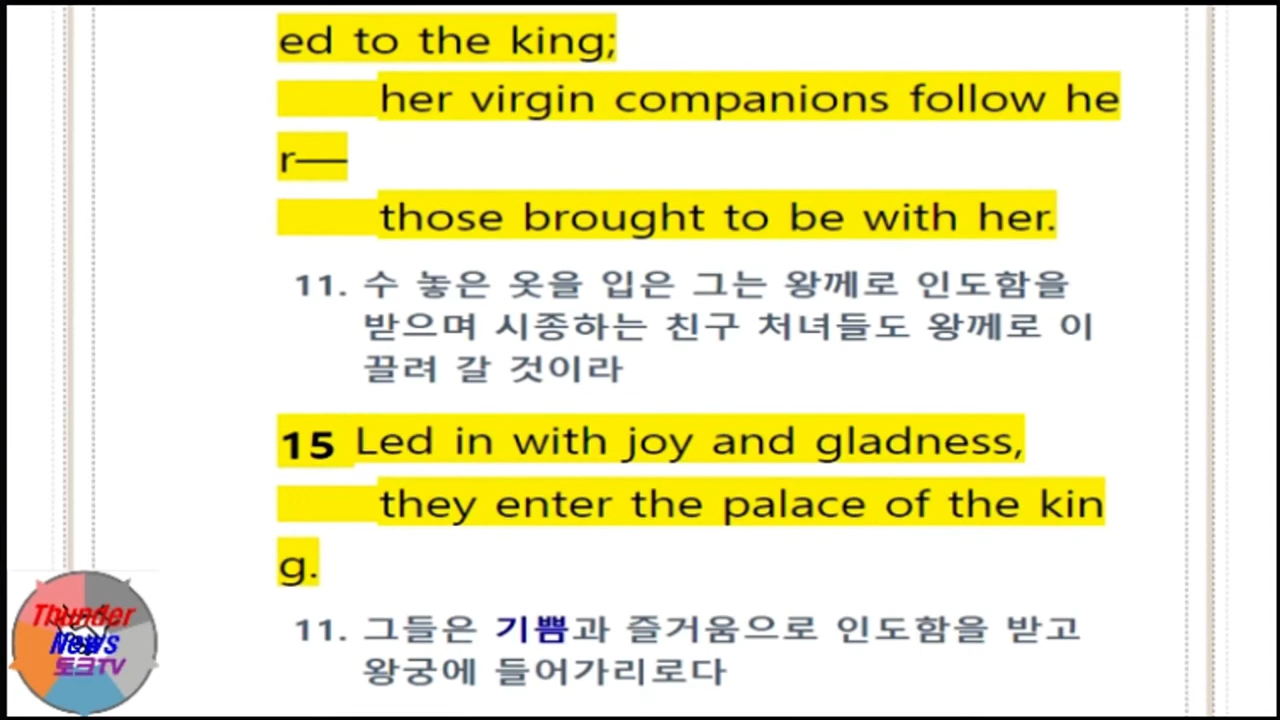 ed to the king;
her virgin companions follow he
r—
those brought to be with her.
11. 수 놓은 옷을 입은 그는 왕께로 인도함을
받으며 시종하는 친구 처녀들도 왕께로 이
끌려 갈 것이라
15 Led in with joy and gladness,
they enter the palace of the kin
g.
11. 그들은 기쁨과 즐거움으로 인도함을 받고
왕궁에 들어가리로다
Thunder
News
토크TV